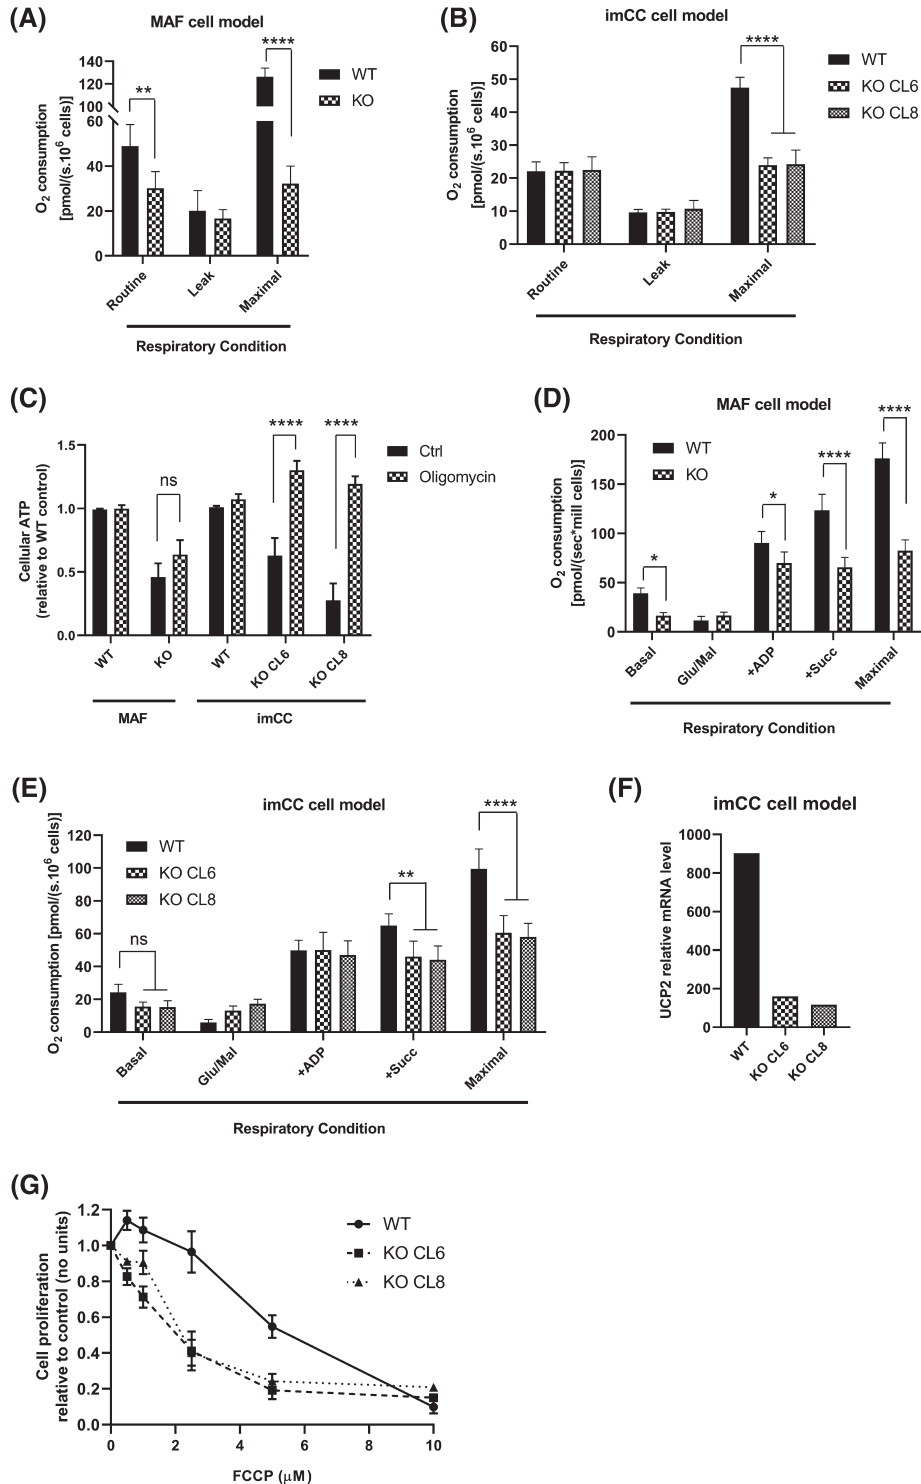 (A)
MAF cell model
O2 consumption
[pmol/(s.10^6 cells)]
140
120
100
60
40
20
0
**
****
WT
KO
Routine
Leak
Maximal
Respiratory Condition
(B)
imCC cell model
O2 consumption
[pmol/(s.10^6 cells)]
60
50
40
30
20
10
0
****
WT
KO CL6
KO CL8
Routine
Leak
Maximal
Respiratory Condition
(C)
Cellular ATP
(relative to WT control)
1.5
1.0
0.5
0.0
ns
****
****
Ctrl
Oligomycin
WT
KO
WT
KO CL6
KO CL8
MAF
imCC
(D)
MAF cell model
O2 consumption
[pmol/(sec*mill cells)]
200
150
100
50
0
WT
KO
*
*
****
****
Basal
Glu/Mal
+ADP
+Succ
Maximal
Respiratory Condition
(E)
imCC cell model
O2 consumption [pmol/(s.10^6 cells)]
120
100
80
60
40
20
0
WT
KO CL6
KO CL8
ns
**
****
Basal
Glu/Mal
+ADP
+Succ
Maximal
Respiratory Condition
(F)
imCC cell model
UCP2 relative mRNA level
1000
800
600
400
200
0
WT
KO CL6
KO CL8
(G)
Cell proliferation
relative to control (no units)
1.2
1.0
0.8
0.6
0.4
0.2
0.0
WT
KO CL6
KO CL8
0
2
4
6
8
10
FCCP (μM)